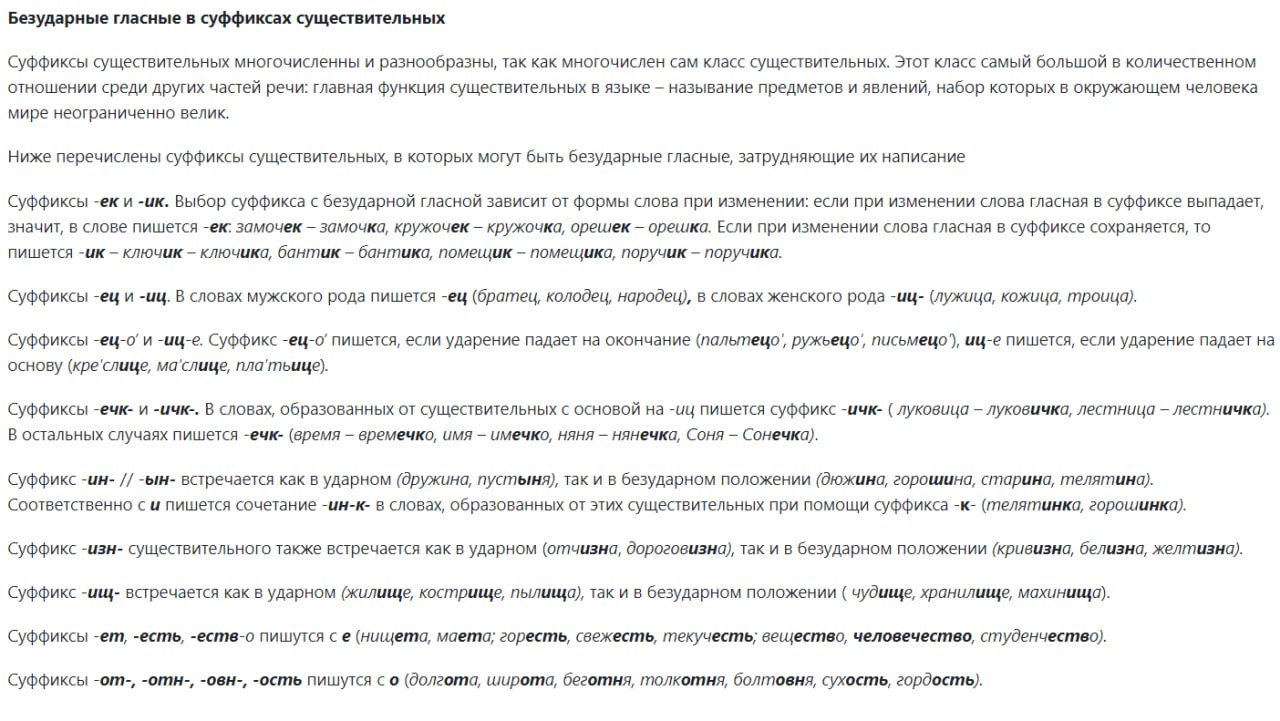 Безударные гласные в суффиксах существительных
Суффиксы существительных многочисленны и разнообразны, так как многочислен сам класс существительных. Этот класс самый большой в количественном
отношении среди других частей речи: главная функция существительных в языке – называние предметов и явлений, набор которых в окружающем человека
мире неограниченно велик.
Ниже перечислены суффиксы существительных, в которых могут быть безударные гласные, затрудняющие их написание
Суффиксы -ек и -ик. Выбор суффикса с безударной гласной зависит от формы слова при изменении: если при изменении слова гласная в суффиксе выпадает,
значит, в слове пишется -ек: замочек – замочка, кружочек – кружочка, орешек – орешка. Если при изменении слова гласная в суффиксе сохраняется, то
пишется -ик – ключик – ключика, бантик – бантика, помещик – помещика, поручик – поручика.
Суффиксы -ец и -иц. В словах мужского рода пишется -ец (братец, колодец, народец), в словах женского рода -иц- (лужица, кожица, троица).
Суффиксы -ец-о' и -иц-е. Суффикс -ец-о' пишется, если ударение падает на окончание (пальтецо', ружьецо', письмецо'), иц-е пишется, если ударение падает на
основу (кре'слице, ма'слице, пла'тьице).
Суффиксы -ечк- и -ичк-. В словах, образованных от существительных с основой на -иц пишется суффикс -ичк- ( луковица – луковичка, лестница – лестничка).
В остальных случаях пишется -ечк- (время – времечко, имя – имечко, няня – нянечка, Соня – Сонечка).
Суффикс -ин- // -ын- встречается как в ударном (дружина, пустыня), так и в безударном положении (дюжина, горошина, старина, телятина).
Соответственно с и пишется сочетание -ин-к- в словах, образованных от этих существительных при помощи суффикса -к- (телятинка, горошинка).
Суффикс -изн- существительного также встречается как в ударном (отчизна, дороговизна), так и в безударном положении (кривизна, белизна, желтизна).
Суффикс -ищ- встречается как в ударном (жилище, кострище, пылища), так и в безударном положении ( чудище, хранилище, махинища).
Суффиксы -ет, -есть, -еств-о пишутся с е (нищета, маета; горесть, свежесть, текучесть; вещество, человечество, студенчество).
Суффиксы -от-, -отн-, -овн-, -ость пишутся с о (долгота, широта, беготня, толкотня, болтовня, сухость, гордость).